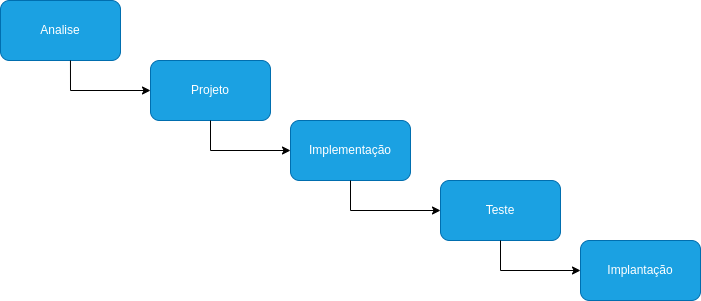 Analise
Projeto
Implementação
Teste
Implantação